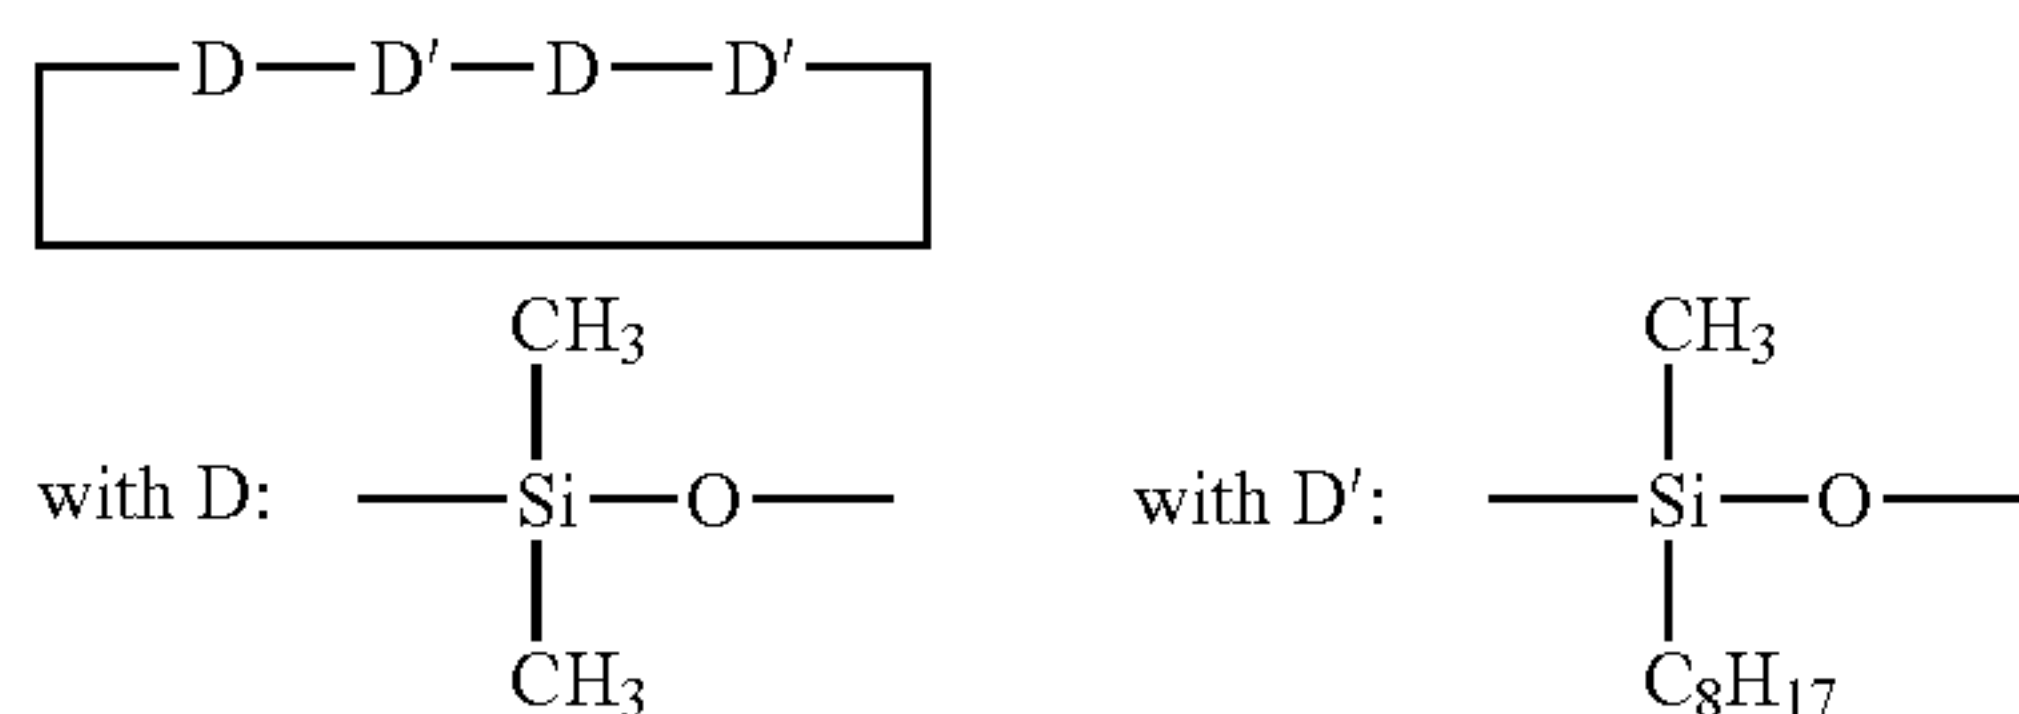 D D′ D D′
CH₃ CH₃
with D: Si O with D′: Si O
CH₃ C₈H₁₇